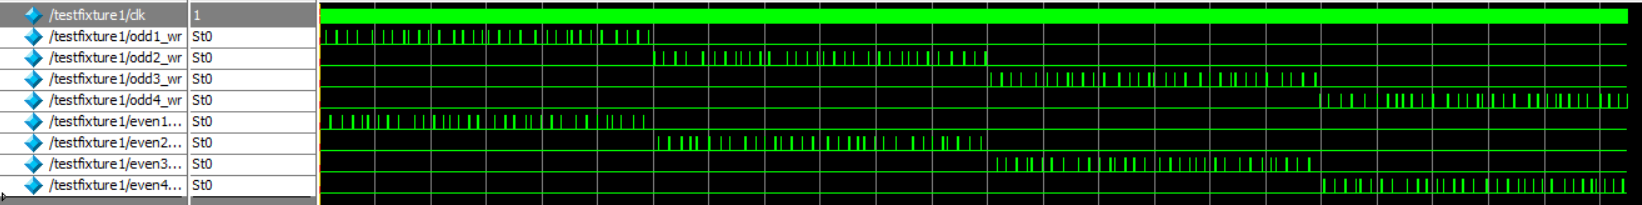 /testfixture1/clk 1
/testfixture1/odd1_wr St0
/testfixture1/odd2_wr St0
/testfixture1/odd3_wr St0
/testfixture1/odd4_wr St0
/testfixture1/even1... St0
/testfixture1/even2... St0
/testfixture1/even3... St0
/testfixture1/even4... St0